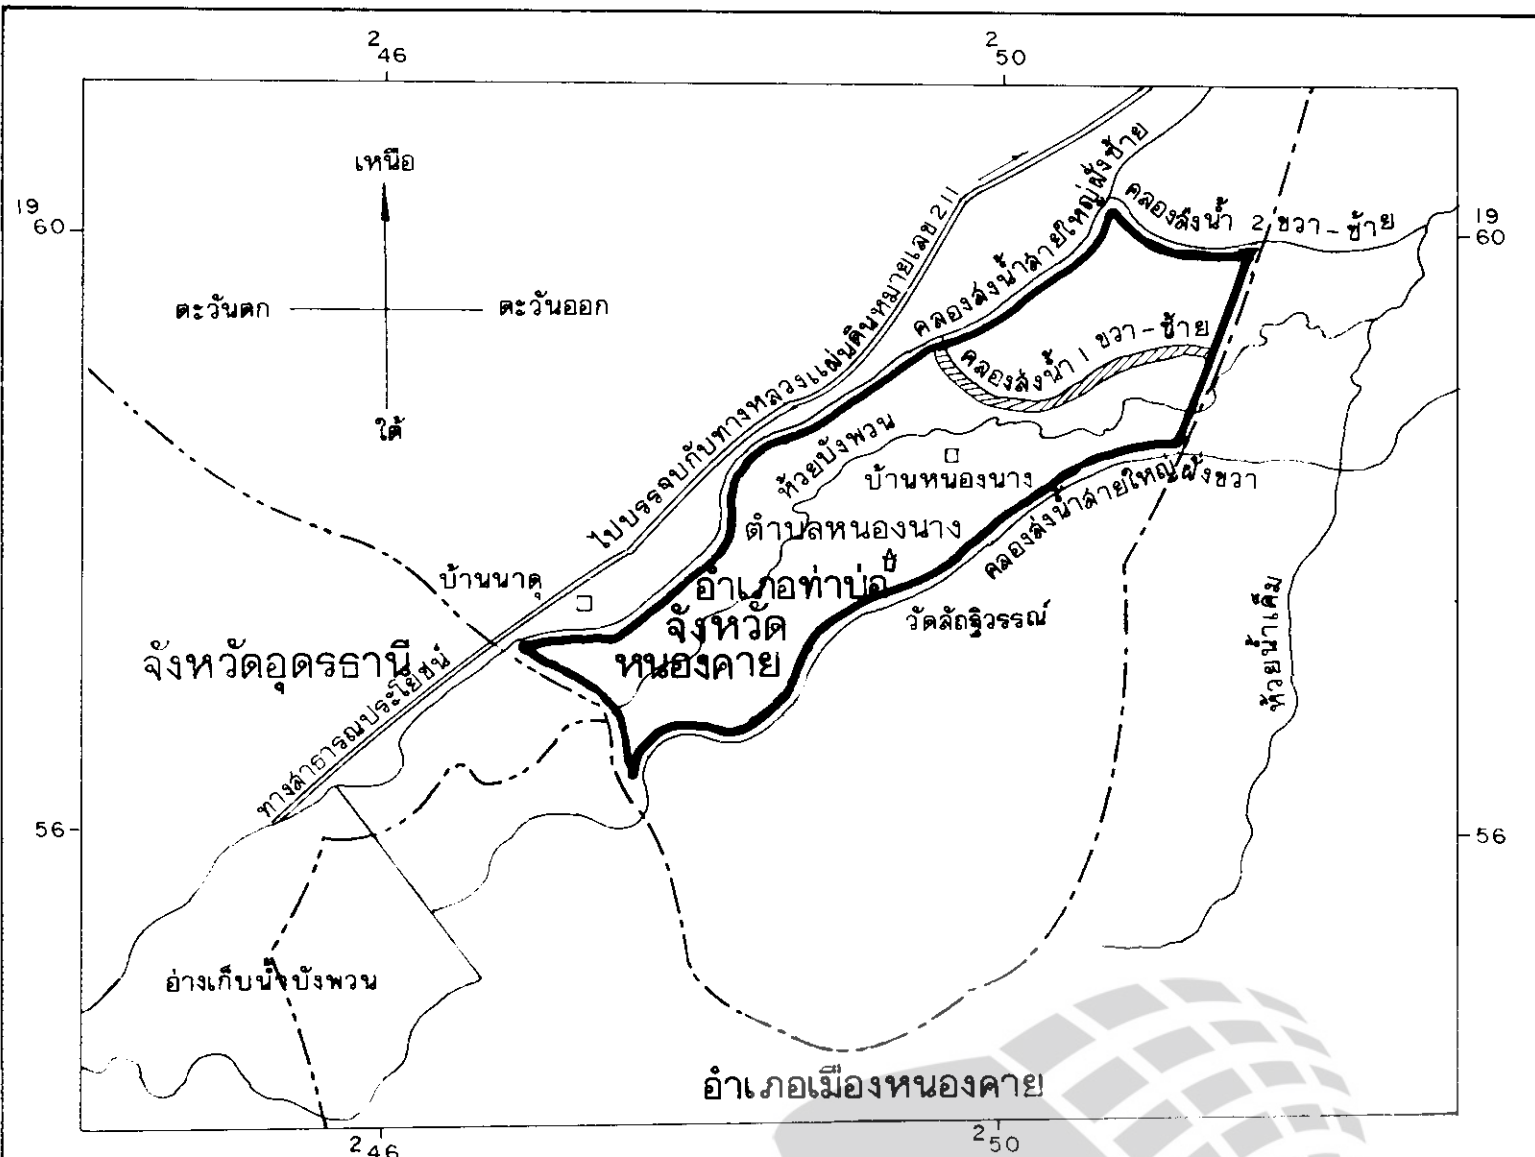 2 46
2 50
เหนือ
19 60
19 60
ตะวันตก
ตะวันออก
ใต้
ไปบรรจบกับทางหลวงแผ่นดินหมายเลข211
คลองส่งน้ำสายใหญ่ฝั่งซ้าย
คลองส่งน้ำ 2 ขวา-ซ้าย
คลองส่งน้ำ 1 ขวา-ซ้าย
ห้วยบังพวน
บ้านหนองนาง
ตำบลหนองนาง
คลองส่งน้ำสายใหญ่ฝั่งขวา
บ้านนาดุ
อำเภอท่าบ่อ
จังหวัด
หนองคาย
วัดลัฏฐิวรรณ์
ห้วยน้ำเค็ม
จังหวัดอุดรธานี
ทางสาธารณประโยชน์
56
56
อ่างเก็บน้ำบังพวน
อำเภอเมืองหนองคาย
2 46
2 50